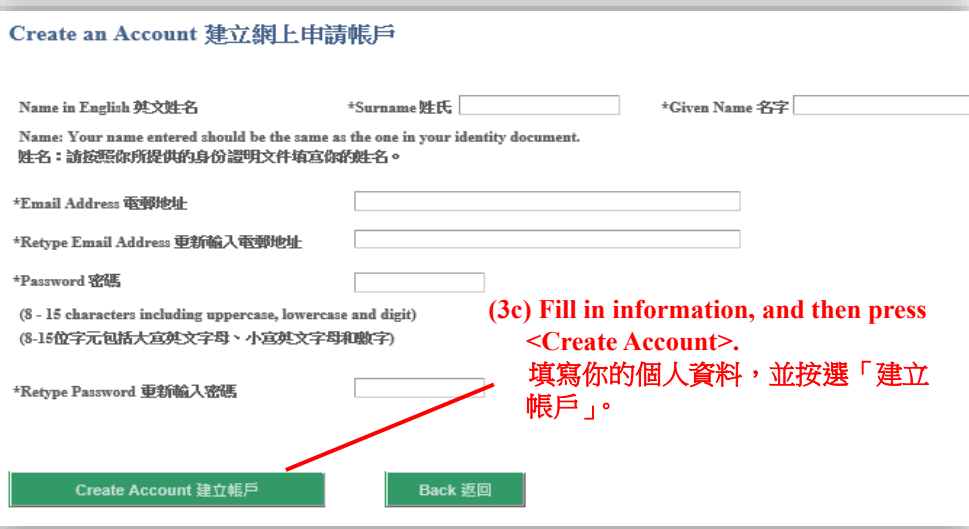 Create an Account 建立網上申請帳戶
Name in English 英文姓名 *Surname 姓氏 *Given Name 名字
Name: Your name entered should be the same as the one in your identity document.
姓名：請按照你所提供的身份證明文件填寫你的姓名。
*Email Address 電郵地址
*Retype Email Address 重新輸入電郵地址
*Password 密碼
(8 - 15 characters including uppercase, lowercase and digit)
(8-15位字元包括大寫英文字母、小寫英文字母和數字)
(3c) Fill in information, and then press
<Create Account>.
填寫你的個人資料，並按選「建立
帳戶」。
*Retype Password 重新輸入密碼
Create Account 建立帳戶 Back 返回